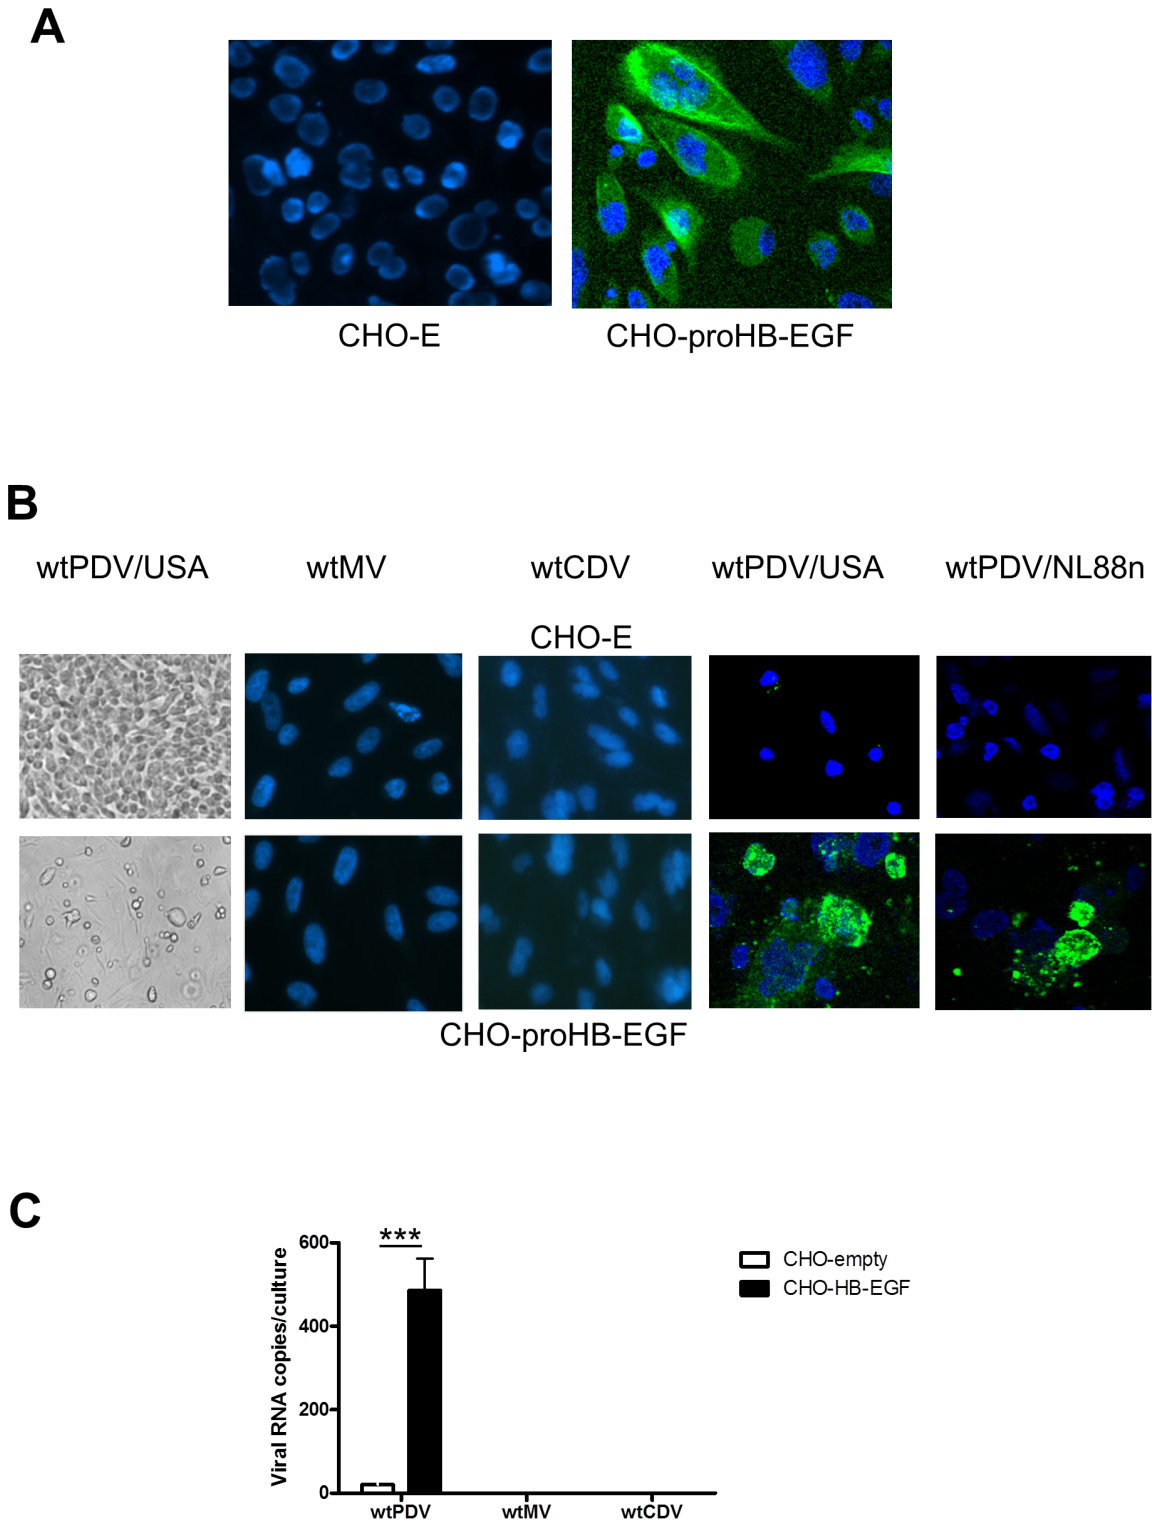 A
CHO-E CHO-proHB-EGF
B
wtPDV/USA wtMV wtCDV wtPDV/USA wtPDV/NL88n
CHO-E
CHO-proHB-EGF
C
***
Viral RNA copies/culture
600
400
200
0
wtPDV wtMV wtCDV
CHO-empty
CHO-HB-EGF